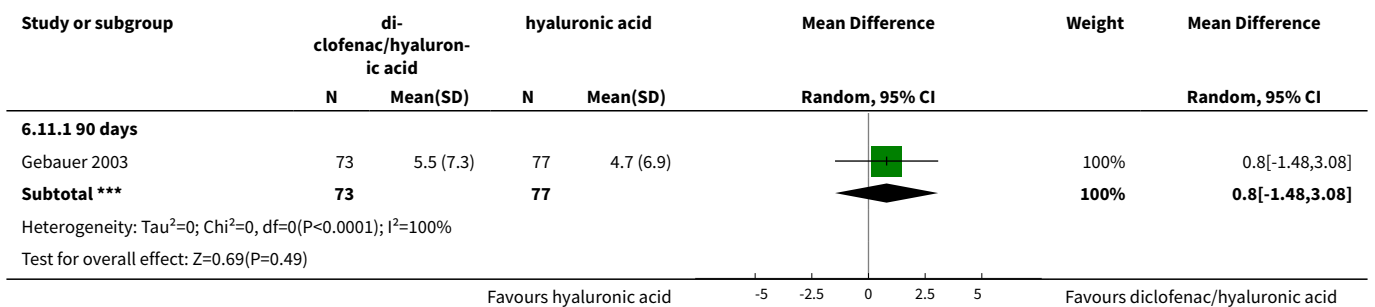 Study or subgroup di- hyaluronic acid Mean Difference Weight Mean Difference
clofenac/hyaluron-
ic acid
N Mean(SD) N Mean(SD) Random, 95% CI Random, 95% CI
6.11.1 90 days
Gebauer 2003 73 5.5 (7.3) 77 4.7 (6.9) 100% 0.8[-1.48,3.08]
Subtotal *** 73 77 100% 0.8[-1.48,3.08]
Heterogeneity: Tau²=0; Chi²=0, df=0(P<0.0001); I²=100%
Test for overall effect: Z=0.69(P=0.49)
Favours hyaluronic acid -5 -2.5 0 2.5 5 Favours diclofenac/hyaluronic acid